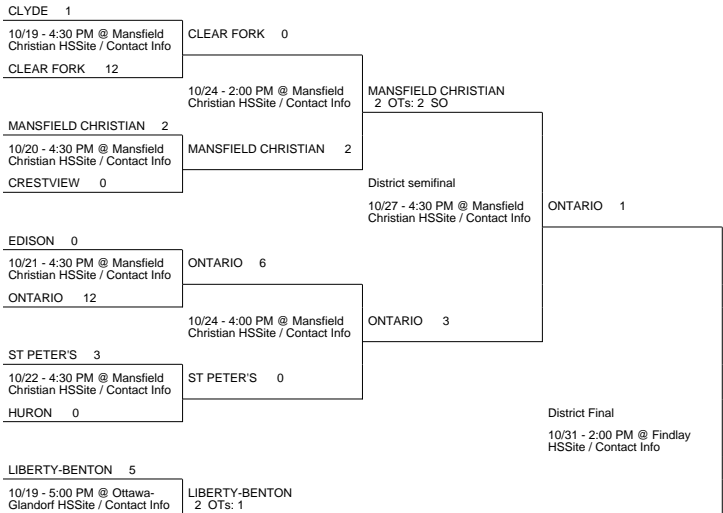 CLYDE 1
10/19 - 4:30 PM @ Mansfield
Christian HSSite / Contact Info
CLEAR FORK 12
CLEAR FORK 0
10/24 - 2:00 PM @ Mansfield
Christian HSSite / Contact Info
MANSFIELD CHRISTIAN 2
10/20 - 4:30 PM @ Mansfield
Christian HSSite / Contact Info
CRESTVIEW 0
MANSFIELD CHRISTIAN 2
MANSFIELD CHRISTIAN
2 OTs: 2 SO
District semifinal
10/27 - 4:30 PM @ Mansfield
Christian HSSite / Contact Info
EDISON 0
10/21 - 4:30 PM @ Mansfield
Christian HSSite / Contact Info
ONTARIO 12
ONTARIO 6
10/24 - 4:00 PM @ Mansfield
Christian HSSite / Contact Info
ST PETER'S 3
10/22 - 4:30 PM @ Mansfield
Christian HSSite / Contact Info
HURON 0
ST PETER'S 0
ONTARIO 3
ONTARIO 1
District Final
10/31 - 2:00 PM @ Findlay
HSSite / Contact Info
LIBERTY-BENTON 5
10/19 - 5:00 PM @ Ottawa-
Glandorf HSSite / Contact Info
LIBERTY-BENTON
2 OTs: 1